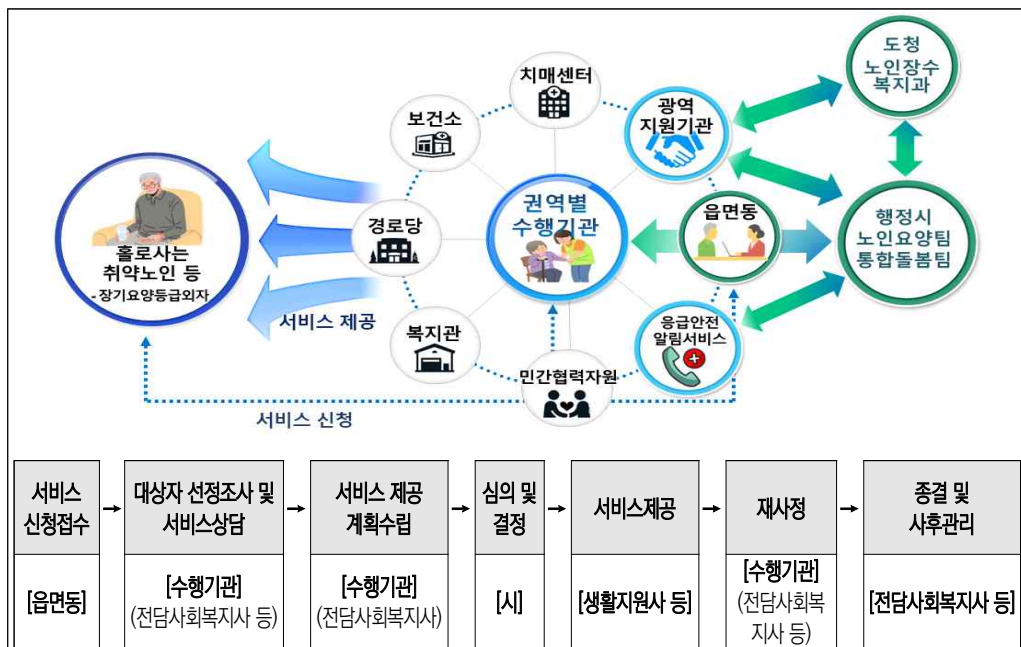 도청
노인장수
복지과
치매센터
광역
지원기관
보건소
권역별
수행기관
읍면동
행정시
노인요양팀
통합돌봄팀
경로당
홀로사는
취약노인 등
- 장기요양등급외자
서비스 제공
복지관
응급안전
알림서비스
민간협력자원
서비스 신청
서비스
신청접수
대상자 선정조사 및
서비스상담
서비스 제공
계획수립
심의 및
결정
서비스제공
재사정
종결 및
사후관리
[읍면동]
[수행기관]
(전담사회복지사 등)
[수행기관]
(전담사회복지사)
[시]
[생활지원사 등]
[수행기관]
(전담사회복
지사 등)
[전담사회복지사 등]